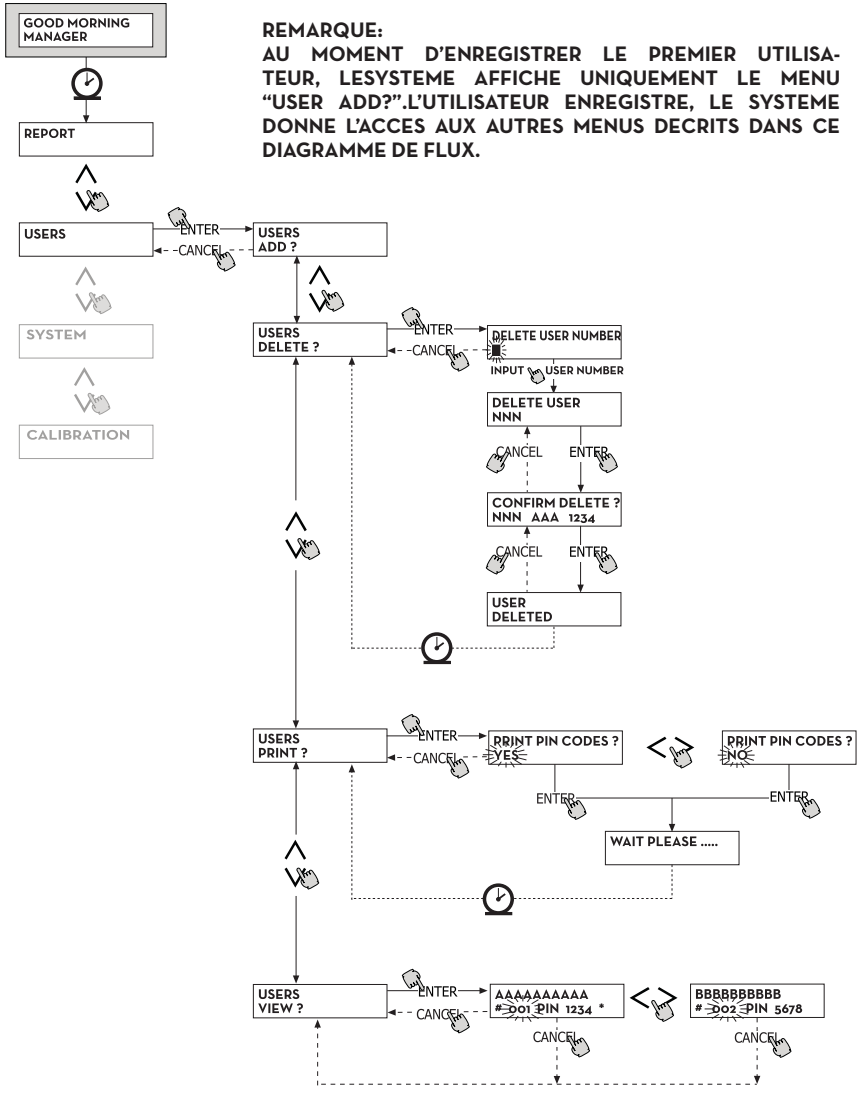 GOOD MORNING
MANAGER
REMARQUE:
AU MOMENT D'ENREGISTRER LE PREMIER UTILISA-
TEUR, LESYSTEME AFFICHE UNIQUEMENT LE MENU
“USER ADD?”.L'UTILISATEUR ENREGISTRE, LE SYSTEME
DONNE L'ACCES AUX AUTRES MENUS DECRITS DANS CE
DIAGRAMME DE FLUX.
REPORT
USERS
ENTER
CANCEL
USERS
ADD ?
SYSTEM
CALIBRATION
USERS
DELETE ?
ENTER
CANCEL
DELETE USER NUMBER
INPUT USER NUMBER
DELETE USER
NNN
CANCEL ENTER
CONFIRM DELETE ?
NNN AAA 1234
CANCEL ENTER
USER
DELETED
USERS
PRINT ?
ENTER
CANCEL
PRINT PIN CODES ?
YES
PRINT PIN CODES ?
NO
ENTER
ENTER
WAIT PLEASE .....
USERS
VIEW ?
ENTER
CANCEL
AAAAAAAAAA
# 001 PIN 1234 *
BBBBBBBBBB
# 002 PIN 5678
CANCEL
CANCEL